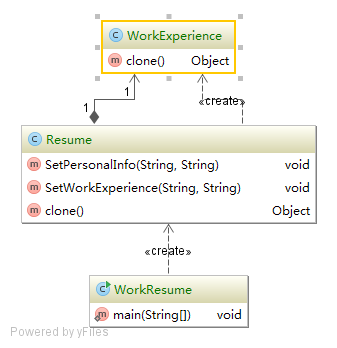 C WorkExperience
m clone() Object
1
1
«create»
C Resume
m SetPersonalInfo(String, String) void
m SetWorkExperience(String, String) void
m clone() Object
«create»
C WorkResume
m main(String[]) void
Powered by yFiles